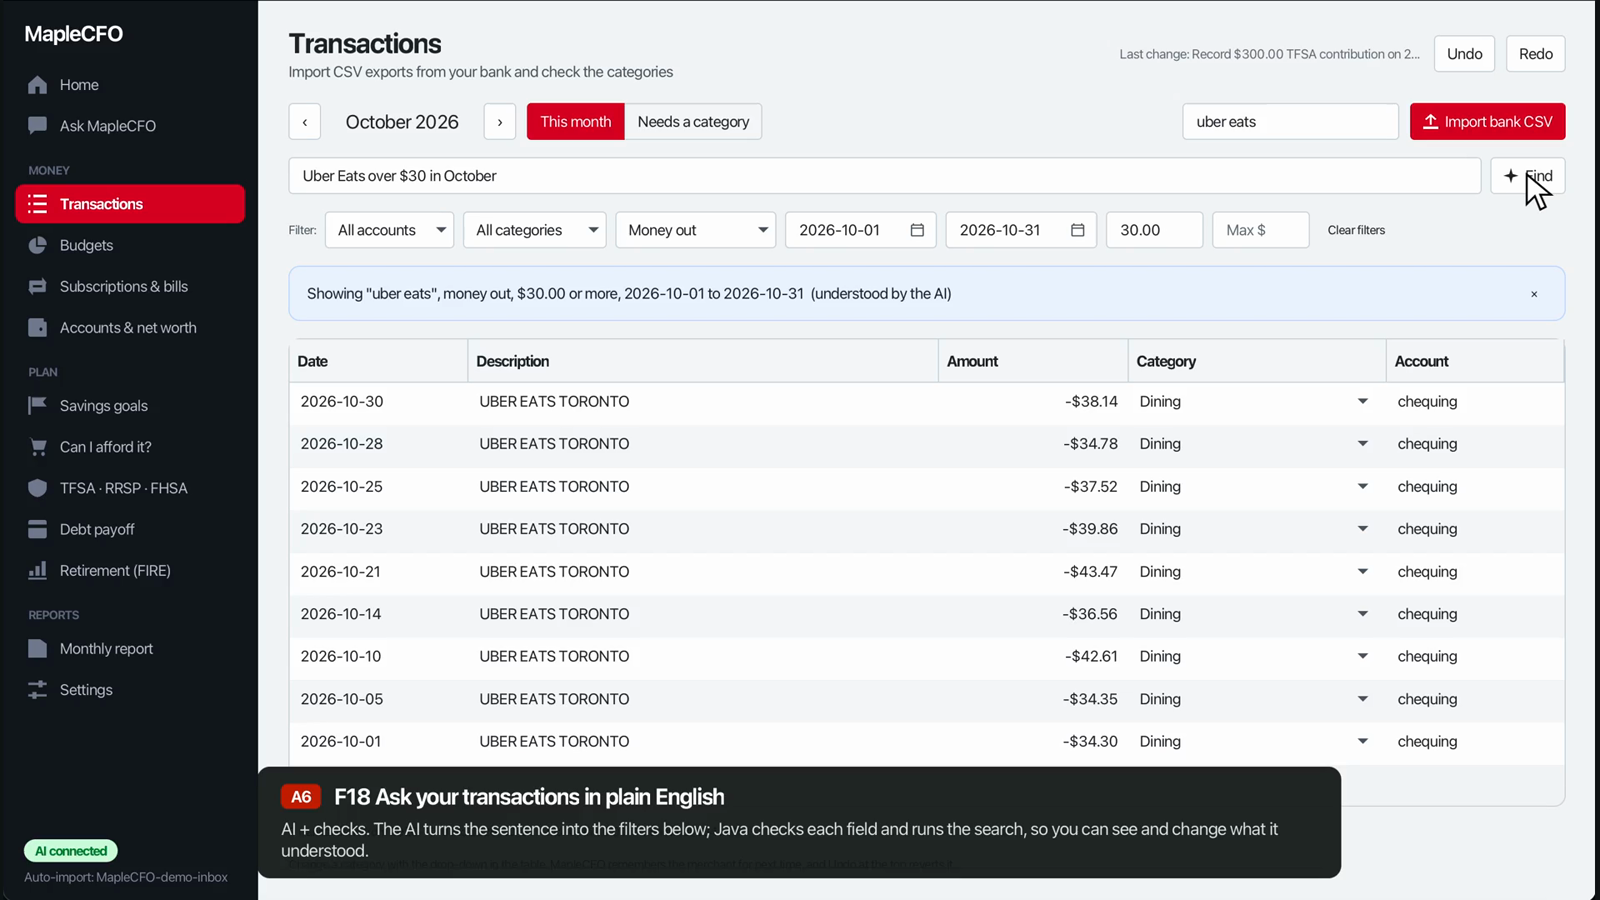 MapleCFO
Home
Ask MapleCFO
MONEY
Transactions
Budgets
Subscriptions & bills
Accounts & net worth
PLAN
Savings goals
Can I afford it?
TFSA · RRSP · FHSA
Debt payoff
Retirement (FIRE)
REPORTS
Monthly report
Settings
AI connected
Auto-import: MapleCFO-demo-inbox
Transactions
Import CSV exports from your bank and check the categories
Last change: Record $300.00 TFSA contribution on 2...
Undo
Redo
‹ October 2026 ›
This month
Needs a category
uber eats
Import bank CSV
Uber Eats over $30 in October
Find
Filter: All accounts All categories Money out 2026-10-01 2026-10-31 30.00 Max $ Clear filters
Showing "uber eats", money out, $30.00 or more, 2026-10-01 to 2026-10-31 (understood by the AI) ×
Date Description Amount Category Account
2026-10-30 UBER EATS TORONTO -$38.14 Dining chequing
2026-10-28 UBER EATS TORONTO -$34.78 Dining chequing
2026-10-25 UBER EATS TORONTO -$37.52 Dining chequing
2026-10-23 UBER EATS TORONTO -$39.86 Dining chequing
2026-10-21 UBER EATS TORONTO -$43.47 Dining chequing
2026-10-14 UBER EATS TORONTO -$36.56 Dining chequing
2026-10-10 UBER EATS TORONTO -$42.61 Dining chequing
2026-10-05 UBER EATS TORONTO -$34.35 Dining chequing
2026-10-01 UBER EATS TORONTO -$34.30 Dining chequing
A6 F18 Ask your transactions in plain English
AI + checks. The AI turns the sentence into the filters below; Java checks each field and runs the search, so you can see and change what it
understood.